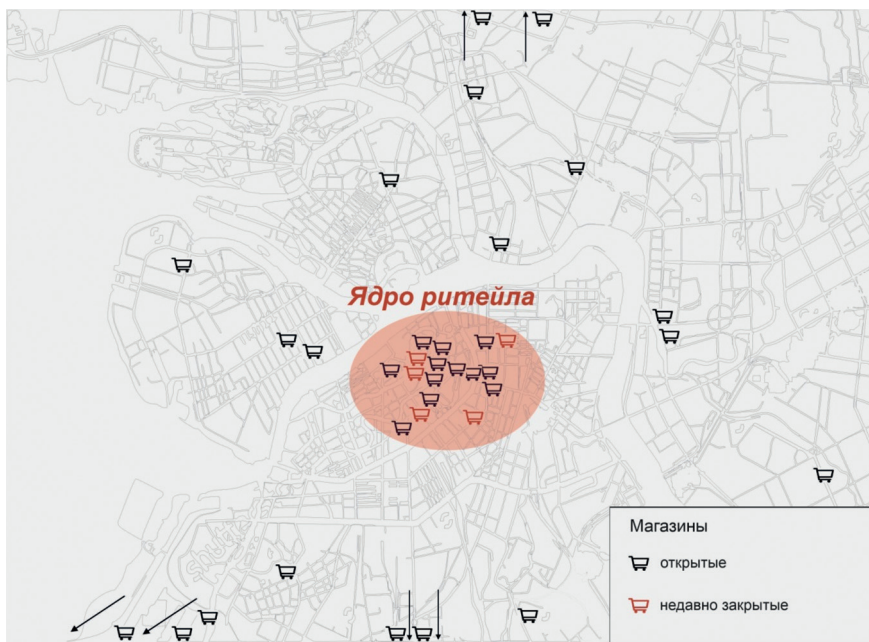 Ядро ритейла
Магазины
открытые
недавно закрытые